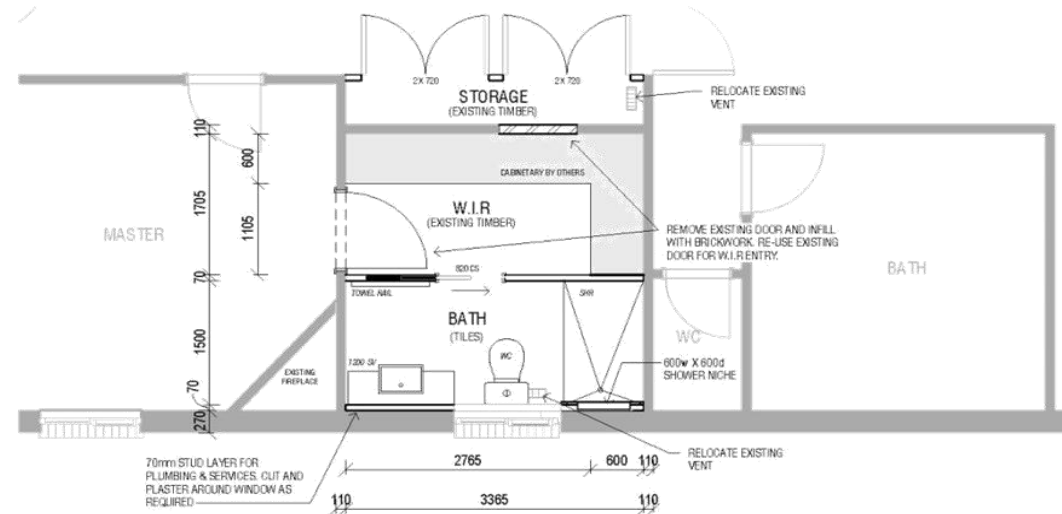 2 X 720
2 X 720
STORAGE
(EXISTING TIMBER)
RELOCATE EXISTING
VENT
110
600
CABINETARY BY OTHERS
1705
1105
W.I.R
(EXISTING TIMBER)
MASTER
REMOVE EXISTING DOOR AND INFILL
WITH BRICKWORK. RE-USE EXISTING
DOOR FOR W.I.R ENTRY.
BATH
70
820 CS
TOWEL RAIL
SHR
BATH
(TILES)
WC
1500
WC
600w X 600d
SHOWER NICHE
1200 SV
EXISTING
FIREPLACE
70
270
RELOCATE EXISTING
VENT
70mm STUD LAYER FOR
PLUMBING & SERVICES. CUT AND
PLASTER AROUND WINDOW AS
REQUIRED
2765
600
110
110
3365
110